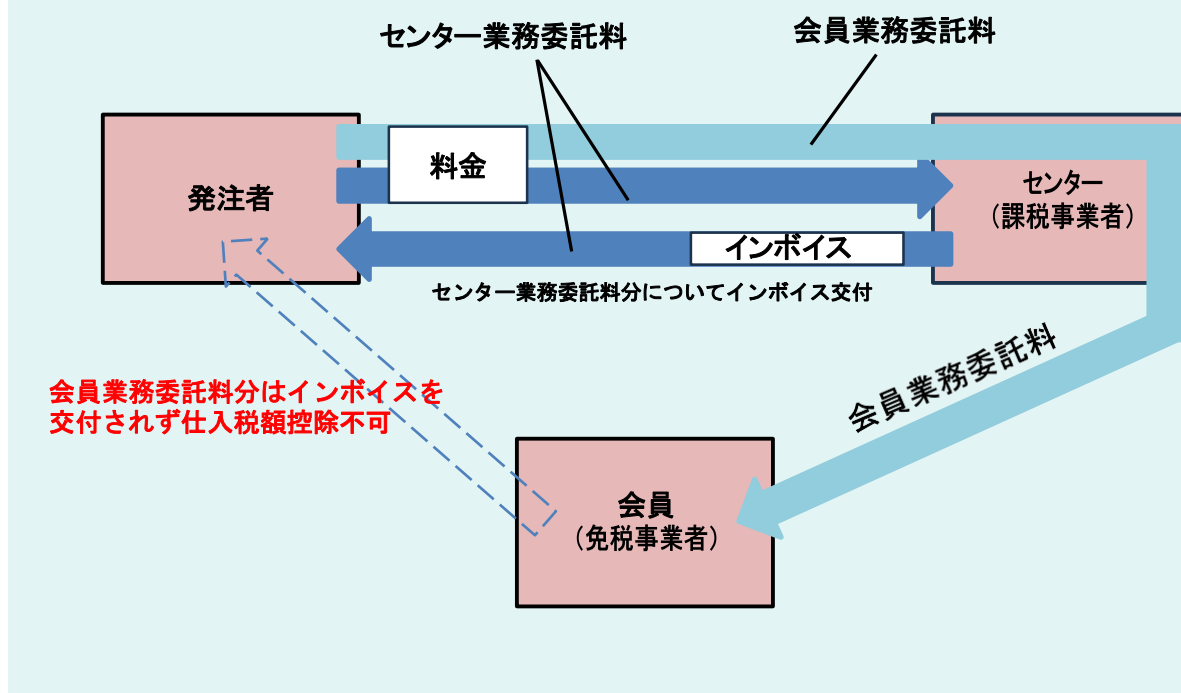 センター業務委託料
会員業務委託料
料金
発注者
センター
（課税事業者）
インボイス
センター業務委託料分についてインボイス交付
会員業務委託料
会員業務委託料分はインボイスを
交付されず仕入税額控除不可
会員
（免税事業者）